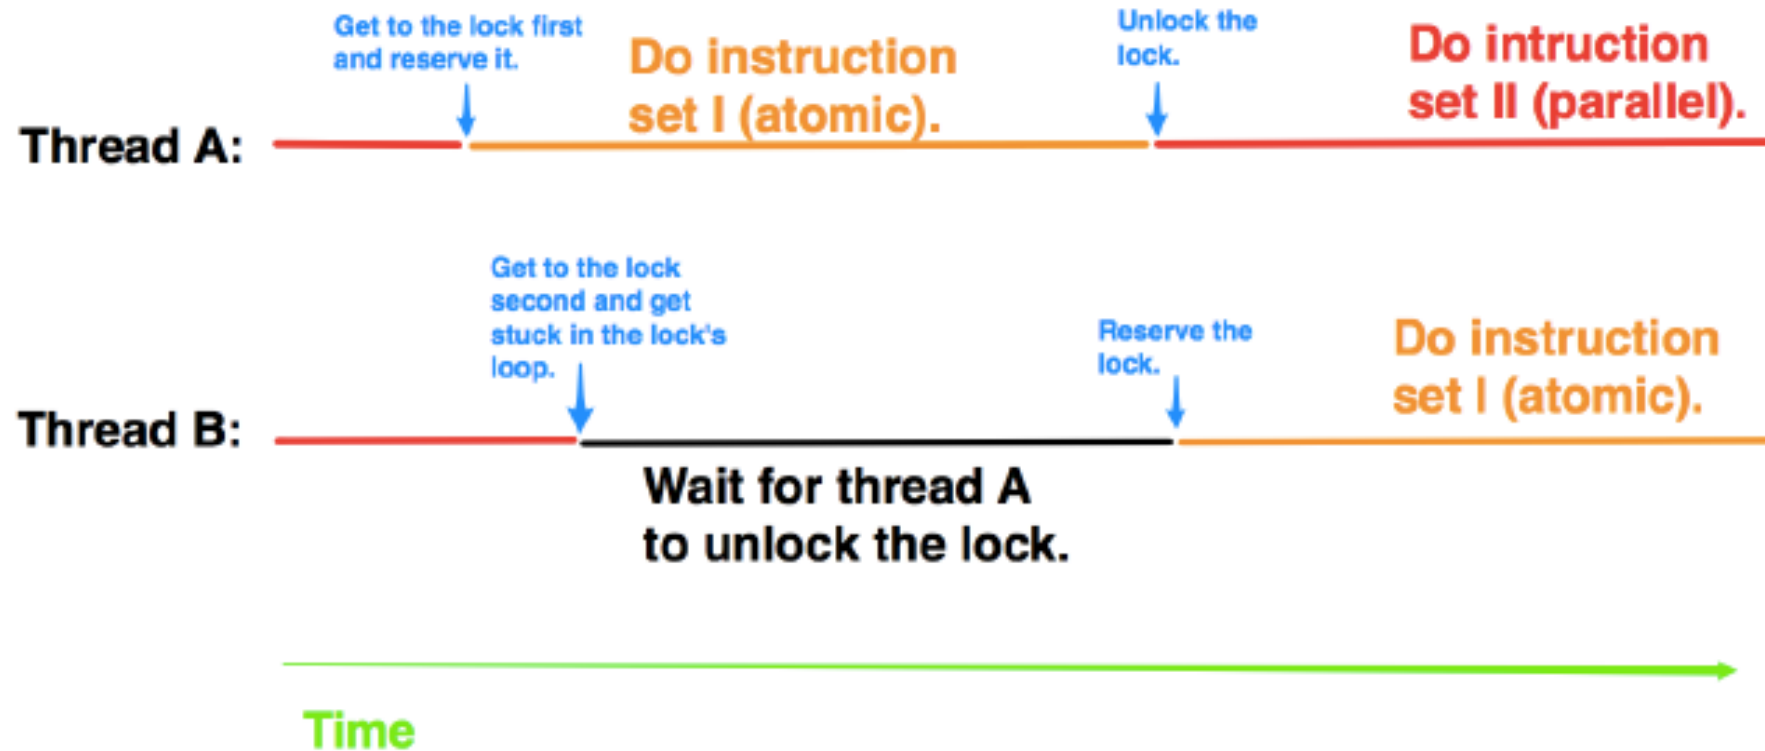 Get to the lock first
and reserve it.
Do instruction
set I (atomic).
Unlock the
lock.
Do intruction
set II (parallel).
Thread A:
Get to the lock
second and get
stuck in the lock's
loop.
Reserve the
lock.
Do instruction
set I (atomic).
Thread B:
Wait for thread A
to unlock the lock.
Time